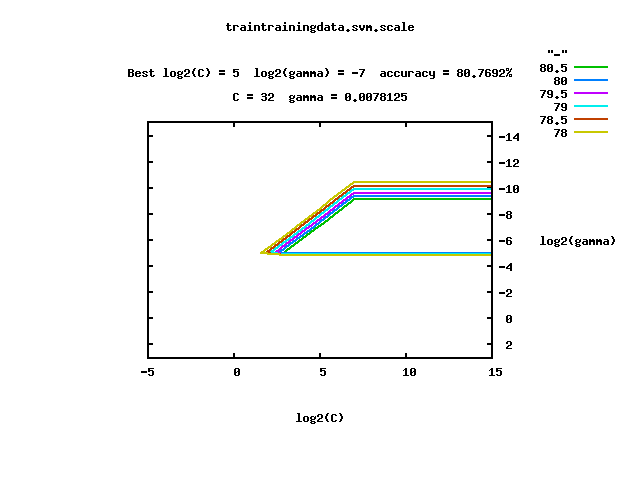 traintrainingdata.svm.scale
Best log2(C) = 5  log2(gamma) = -7  accuracy = 80.7692%
C = 32  gamma = 0.0078125
"-"
80.5
80
79.5
79
78.5
78
-14
-12
-10
-8
-6
-4
-2
0
2
log2(gamma)
-5 0 5 10 15
log2(C)